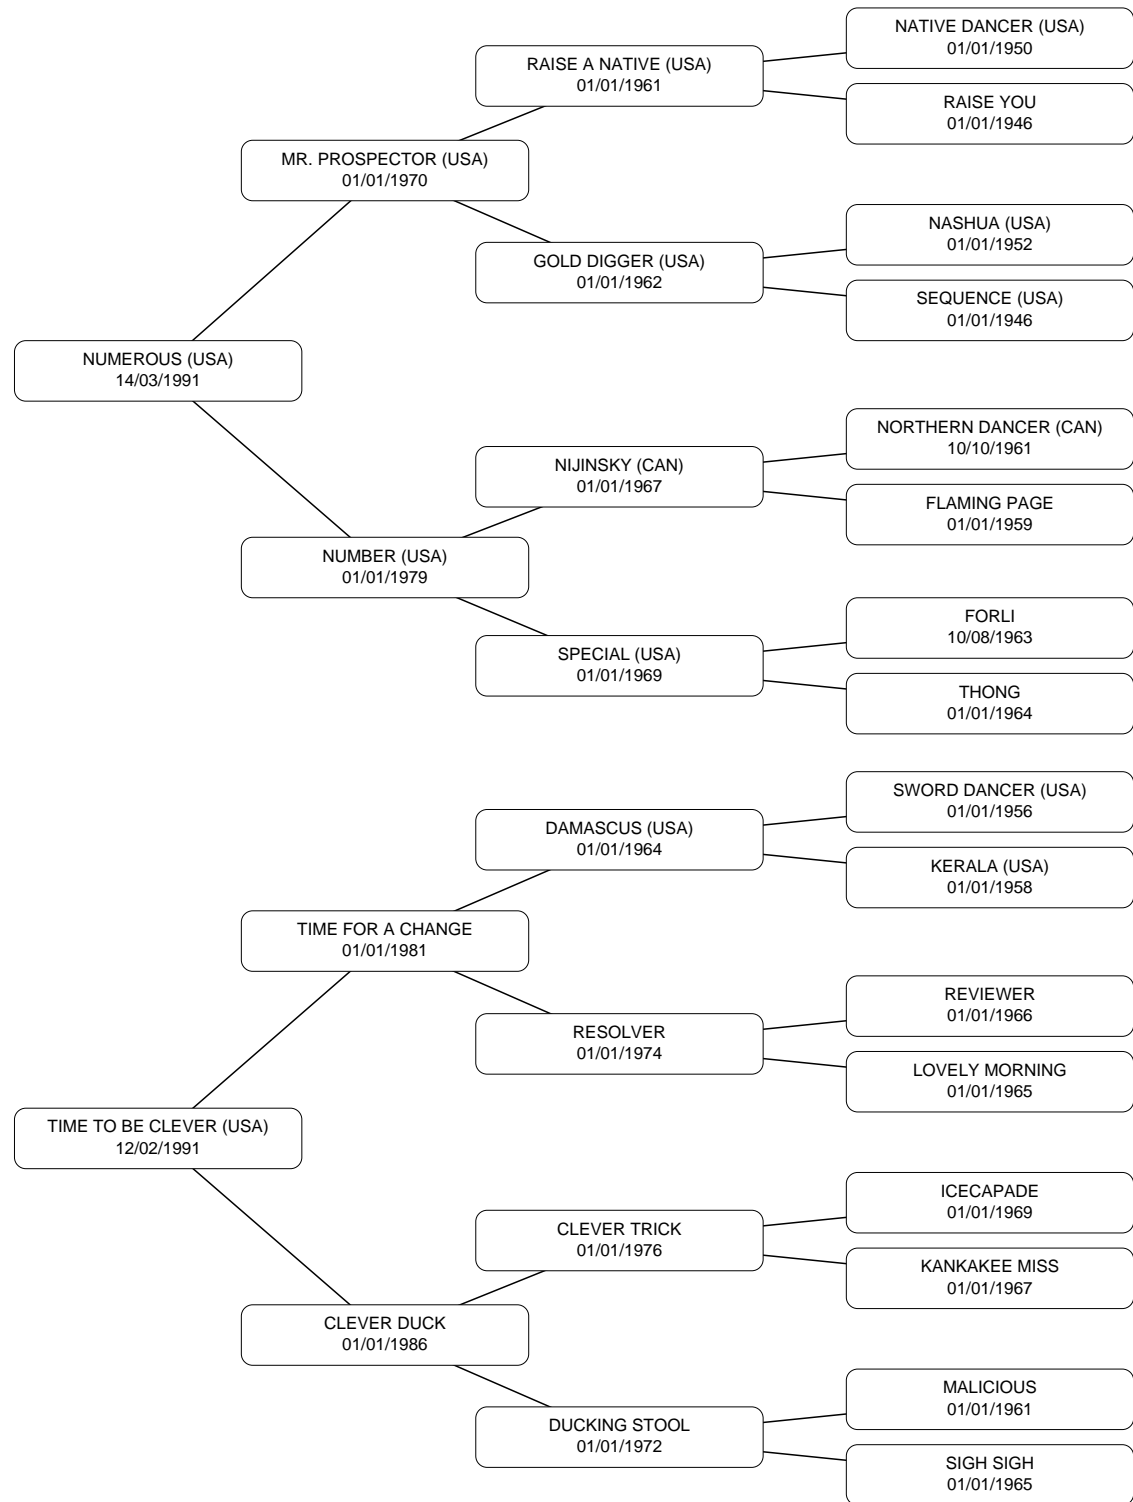 NATIVE DANCER (USA)
01/01/1950
RAISE A NATIVE (USA)
01/01/1961
RAISE YOU
01/01/1946
MR. PROSPECTOR (USA)
01/01/1970
NASHUA (USA)
01/01/1952
GOLD DIGGER (USA)
01/01/1962
SEQUENCE (USA)
01/01/1946
NUMEROUS (USA)
14/03/1991
NORTHERN DANCER (CAN)
10/10/1961
NIJINSKY (CAN)
01/01/1967
FLAMING PAGE
01/01/1959
NUMBER (USA)
01/01/1979
FORLI
10/08/1963
SPECIAL (USA)
01/01/1969
THONG
01/01/1964
SWORD DANCER (USA)
01/01/1956
DAMASCUS (USA)
01/01/1964
KERALA (USA)
01/01/1958
TIME FOR A CHANGE
01/01/1981
REVIEWER
01/01/1966
RESOLVER
01/01/1974
LOVELY MORNING
01/01/1965
TIME TO BE CLEVER (USA)
12/02/1991
ICECAPADE
01/01/1969
CLEVER TRICK
01/01/1976
KANKAKEE MISS
01/01/1967
CLEVER DUCK
01/01/1986
MALICIOUS
01/01/1961
DUCKING STOOL
01/01/1972
SIGH SIGH
01/01/1965